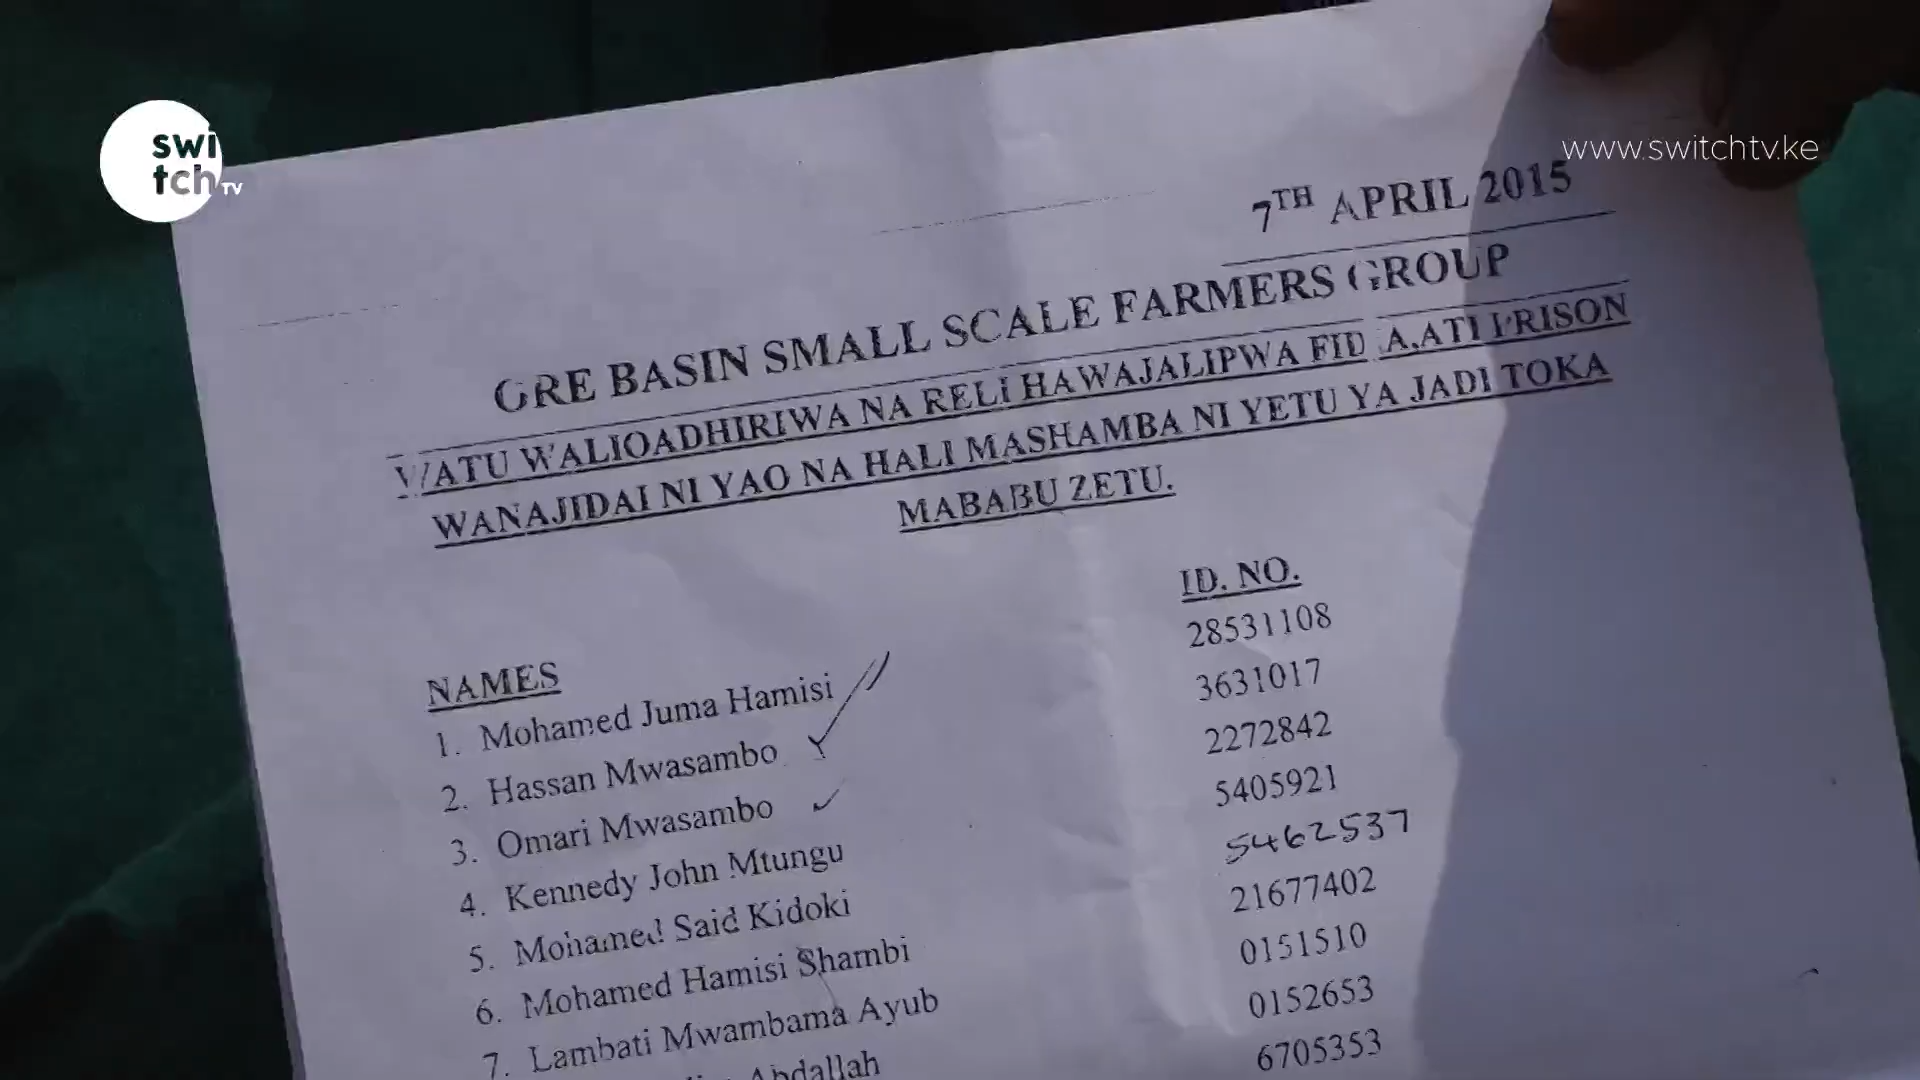 swi
tch TV
www.switchtv.ke
7TH APRIL 2015
GRE BASIN SMALL SCALE FARMERS GROUP
WATU WALIOADHIRIWA NA RELI HAWAJALIPWA PRISON
WANAJIDAI NI YAO NA HALI MASHAMBA NI YETU YA JADI TOKA
MABABU ZETU.
NAMES ID. NO.
1. Mohamed Juma Hamisi 28531108
2. Hassan Mwasambo 3631017
3. Omari Mwasambo 2272842
4. Kennedy John Mtungu 5405921
5. Mohamed Said Kidoki 5462537
6. Mohamed Hamisi Shambi 21677402
7. Lambati Mwambama Ayub 0151510
Abdallah 0152653
6705353